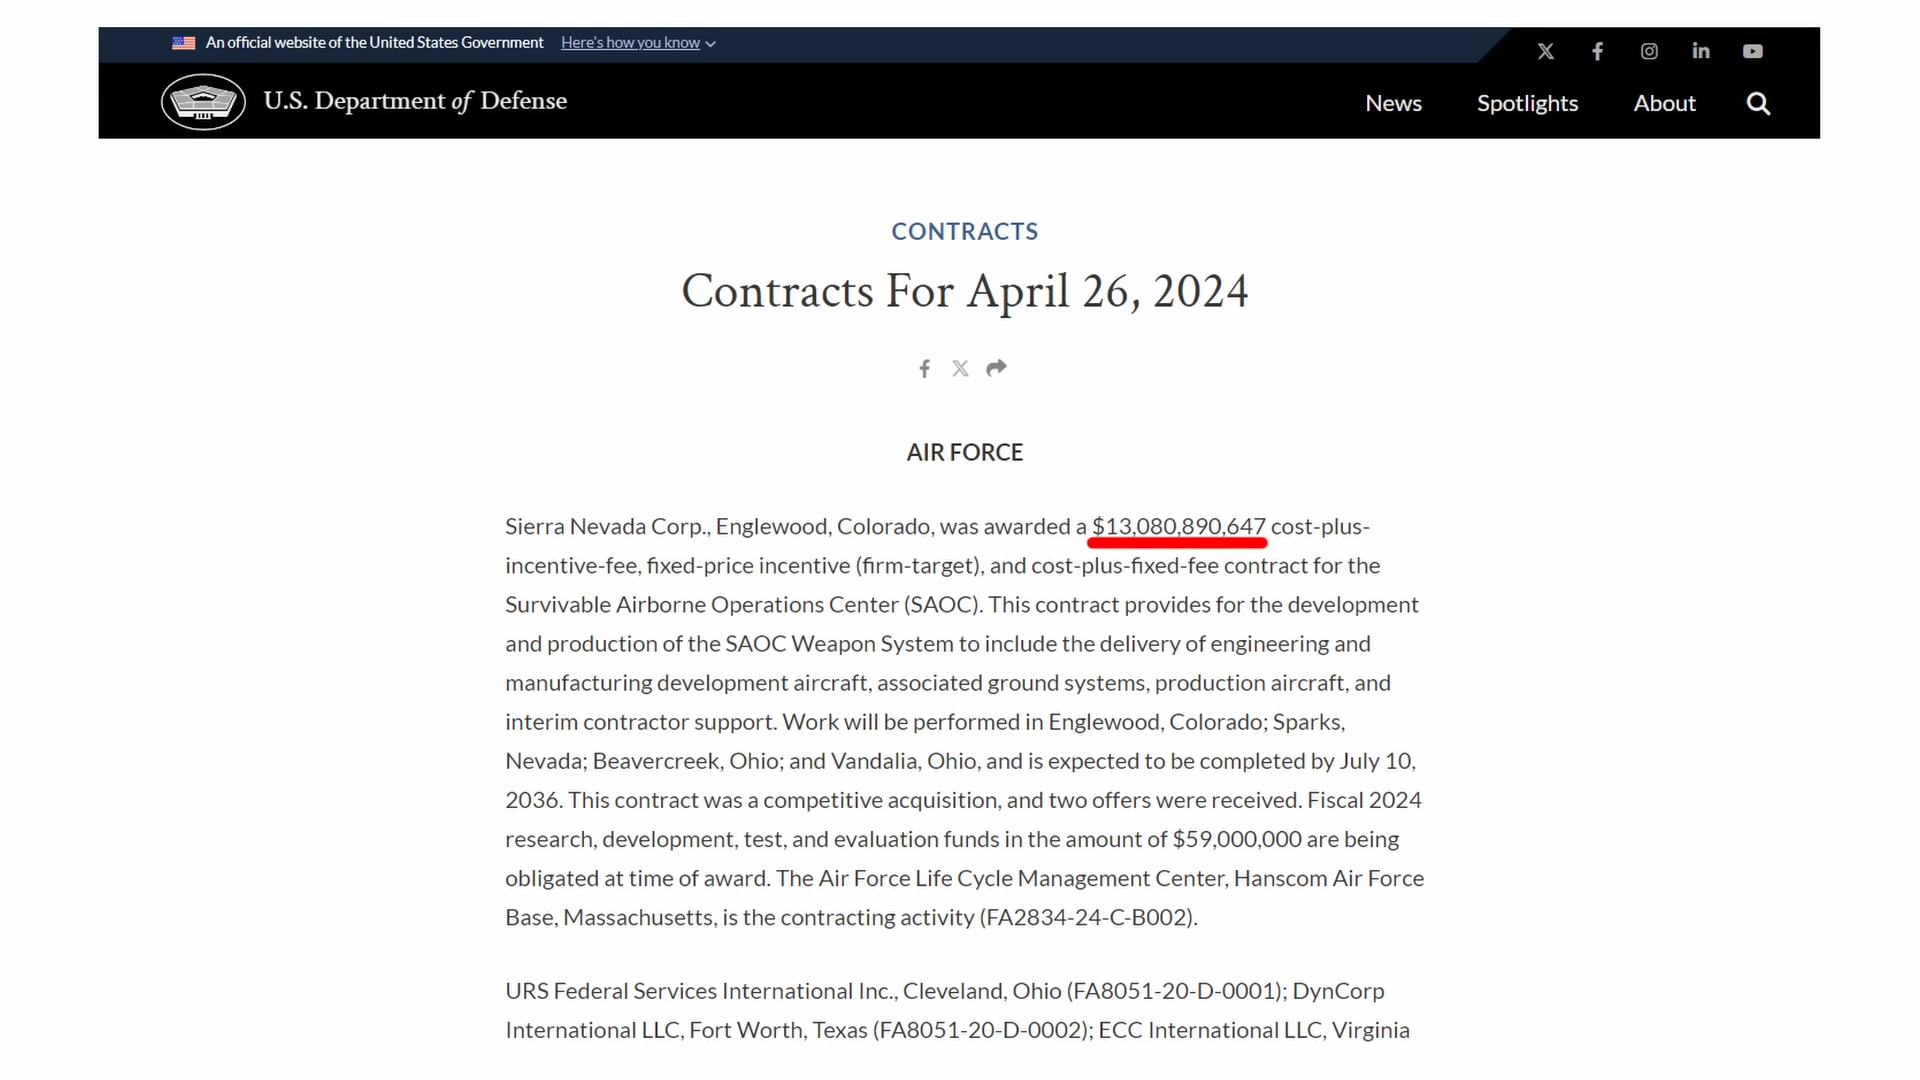 An official website of the United States Government Here's how you know
U.S. Department of Defense
News Spotlights About
CONTRACTS
Contracts For April 26, 2024
AIR FORCE
Sierra Nevada Corp., Englewood, Colorado, was awarded a $13,080,890,647 cost-plus-
incentive-fee, fixed-price incentive (firm-target), and cost-plus-fixed-fee contract for the
Survivable Airborne Operations Center (SAOC). This contract provides for the development
and production of the SAOC Weapon System to include the delivery of engineering and
manufacturing development aircraft, associated ground systems, production aircraft, and
interim contractor support. Work will be performed in Englewood, Colorado; Sparks,
Nevada; Beavercreek, Ohio; and Vandalia, Ohio, and is expected to be completed by July 10,
2036. This contract was a competitive acquisition, and two offers were received. Fiscal 2024
research, development, test, and evaluation funds in the amount of $59,000,000 are being
obligated at time of award. The Air Force Life Cycle Management Center, Hanscom Air Force
Base, Massachusetts, is the contracting activity (FA2834-24-C-B002).
URS Federal Services International Inc., Cleveland, Ohio (FA8051-20-D-0001); DynCorp
International LLC, Fort Worth, Texas (FA8051-20-D-0002); ECC International LLC, Virginia